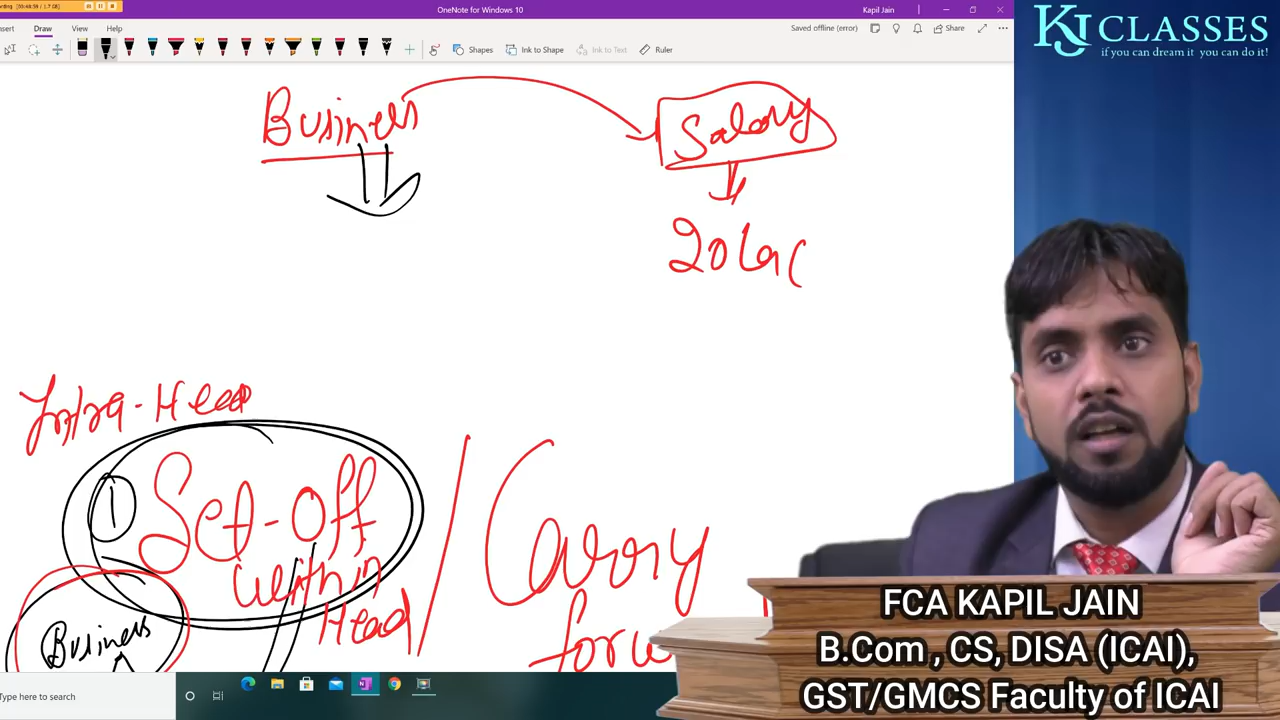 OneNote for Windows 10
Kapil Jain
Draw
View
Help
Saved offline (error)
Share
Shapes
Ink to Shape
Ink to Text
Ruler
KJ CLASSES
if you can dream it you can do it!
Business
Salary
20 lac
Intra-Head
① Set-Off
within
Head
/ Carry
Business
FCA KAPIL JAIN
B.Com , CS, DISA (ICAI),
GST/GMCS Faculty of ICAI
Type here to search